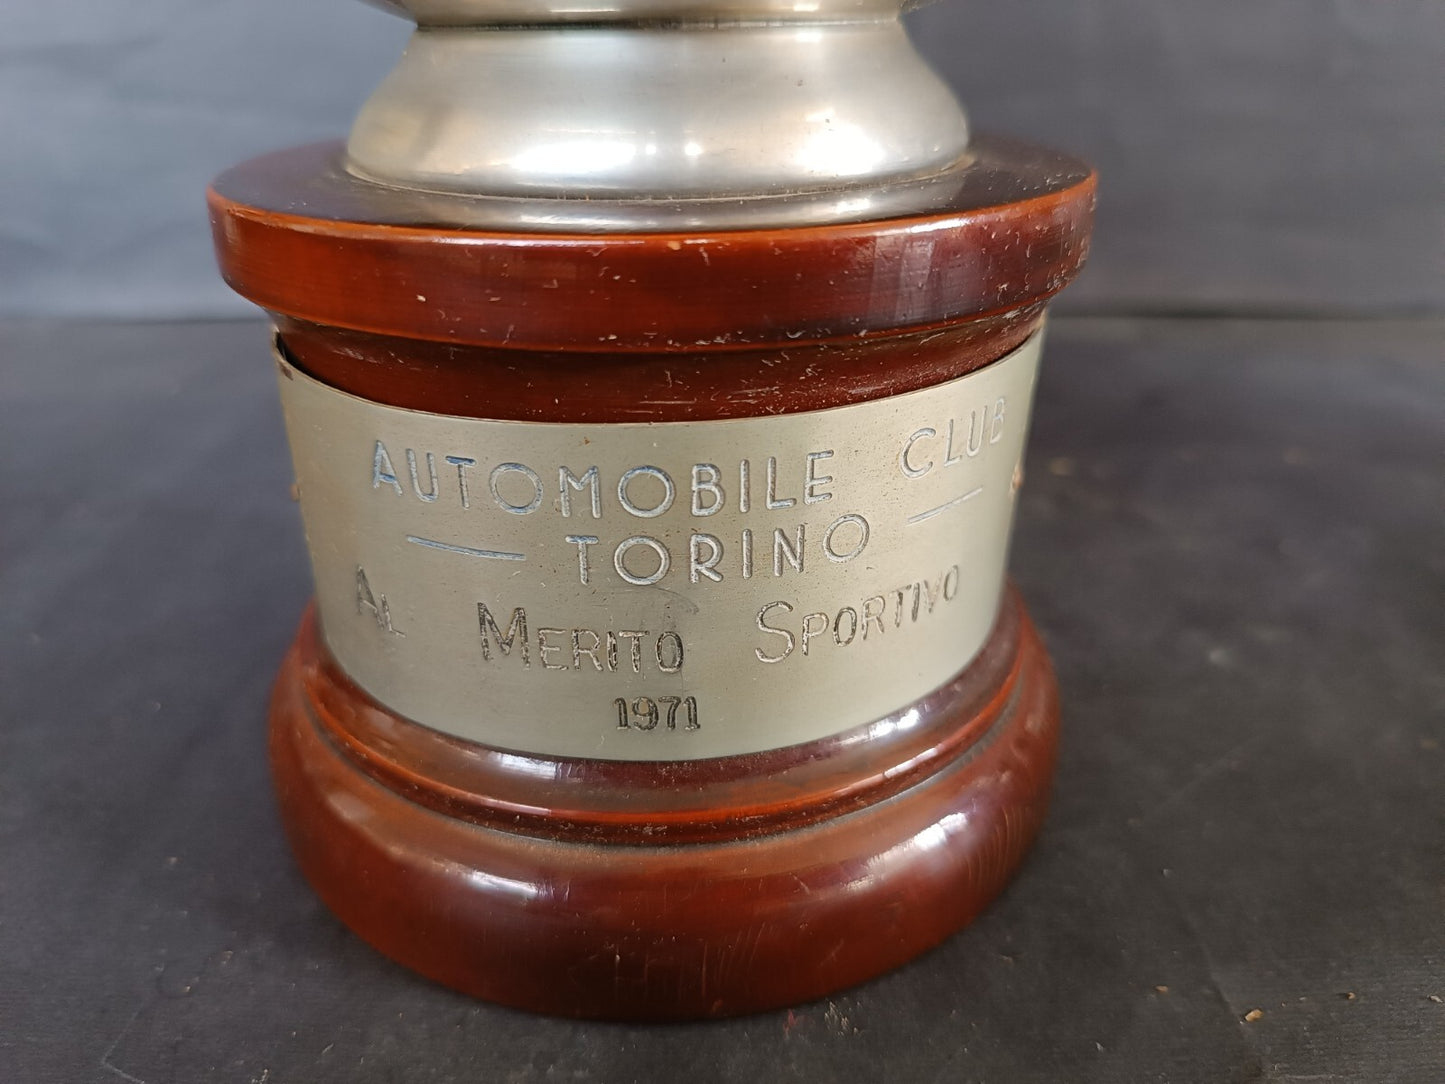 AUTOMOBILE CLUB
— TORINO —
AL MERITO SPORTIVO
1971